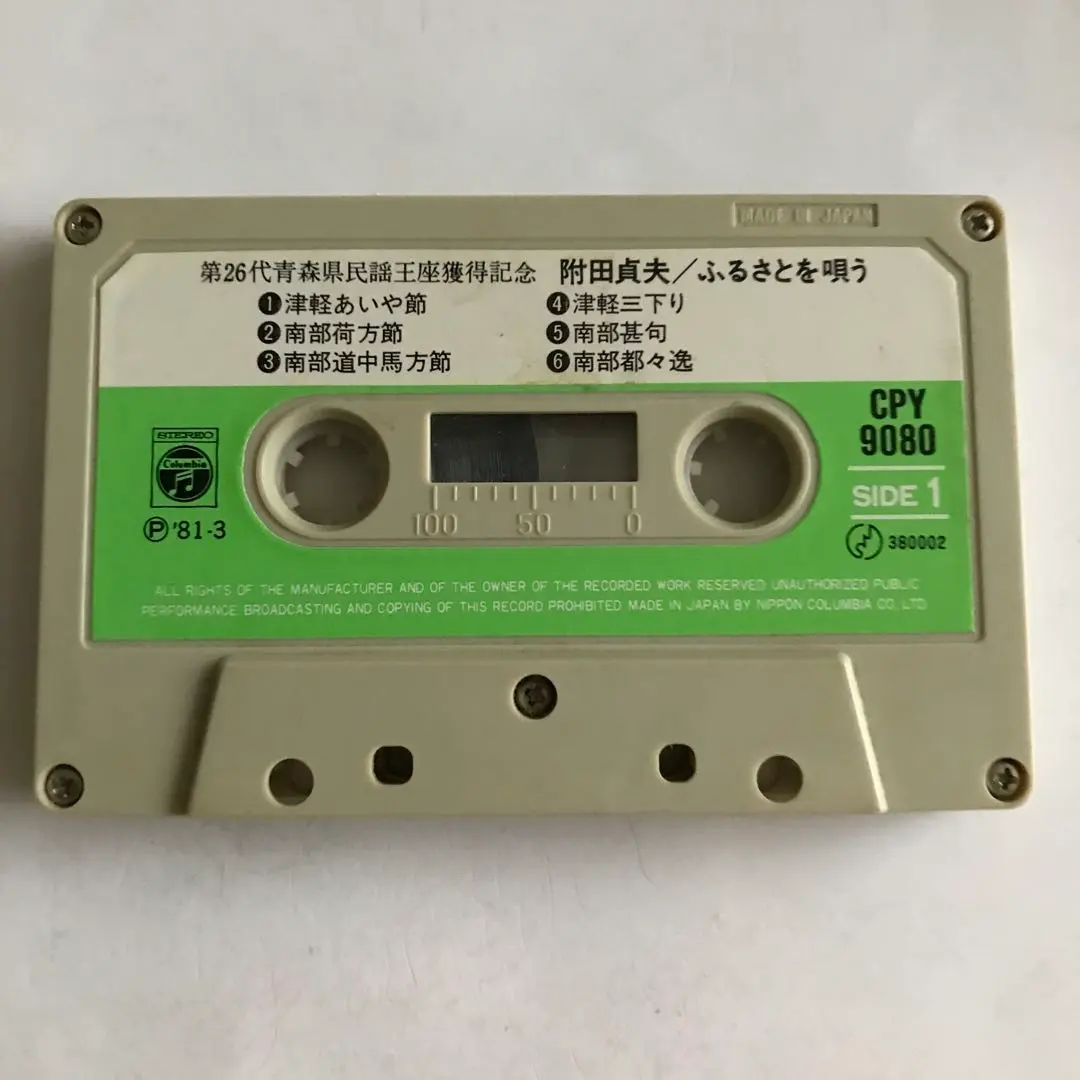 MADE IN JAPAN
第26代青森県民謡王座獲得記念 附田貞夫／ふるさとを唄う
❶津軽あいや節 ❹津軽三下り
❷南部荷方節 ❺南部甚句
❸南部道中馬方節 ❻南部都々逸
CPY
9080
STEREO
Columbia
SIDE 1
Ⓟ'81-3
380002
100 50 0
ALL RIGHTS OF THE MANUFACTURER AND OF THE OWNER OF THE RECORDED WORK RESERVED UNAUTHORIZED PUBLIC
PERFORMANCE BROADCASTING AND COPYING OF THIS RECORD PROHIBITED MADE IN JAPAN BY NIPPON COLUMBIA CO., LTD.